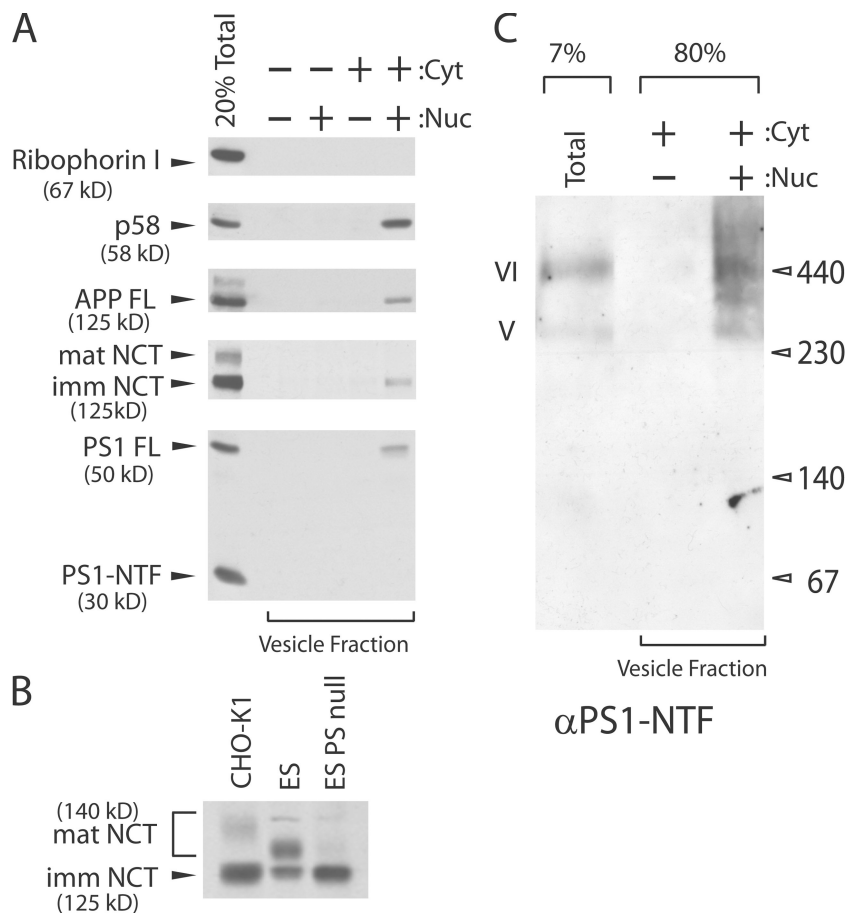 A
20% Total
– – + + :Cyt
– + – + :Nuc
Ribophorin I
(67 kD)
p58
(58 kD)
APP FL
(125 kD)
mat NCT
imm NCT
(125kD)
PS1 FL
(50 kD)
PS1-NTF
(30 kD)
Vesicle Fraction
B
CHO-K1
ES
ES PS null
(140 kD)
mat NCT
imm NCT
(125 kD)
C
7% 80%
Total
+ + :Cyt
– + :Nuc
VI
V
440
230
140
67
Vesicle Fraction
αPS1-NTF